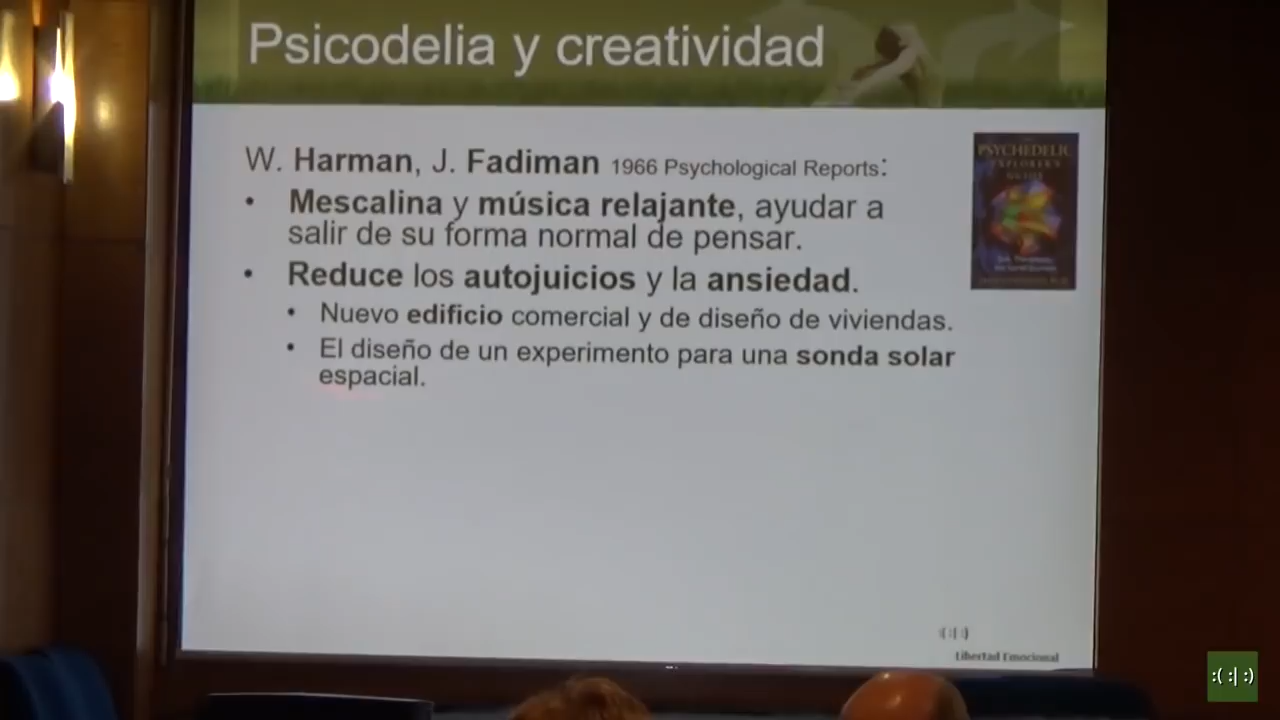 Psicodelia y creatividad
W. Harman, J. Fadiman 1966 Psychological Reports:
• Mescalina y música relajante, ayudar a
salir de su forma normal de pensar.
• Reduce los autojuicios y la ansiedad.
• Nuevo edificio comercial y de diseño de viviendas.
• El diseño de un experimento para una sonda solar
espacial.
PSYCHEDELIC
EXPLORER'S
GUIDE
:( :| :)
Libertad Emocional
:( :| :)